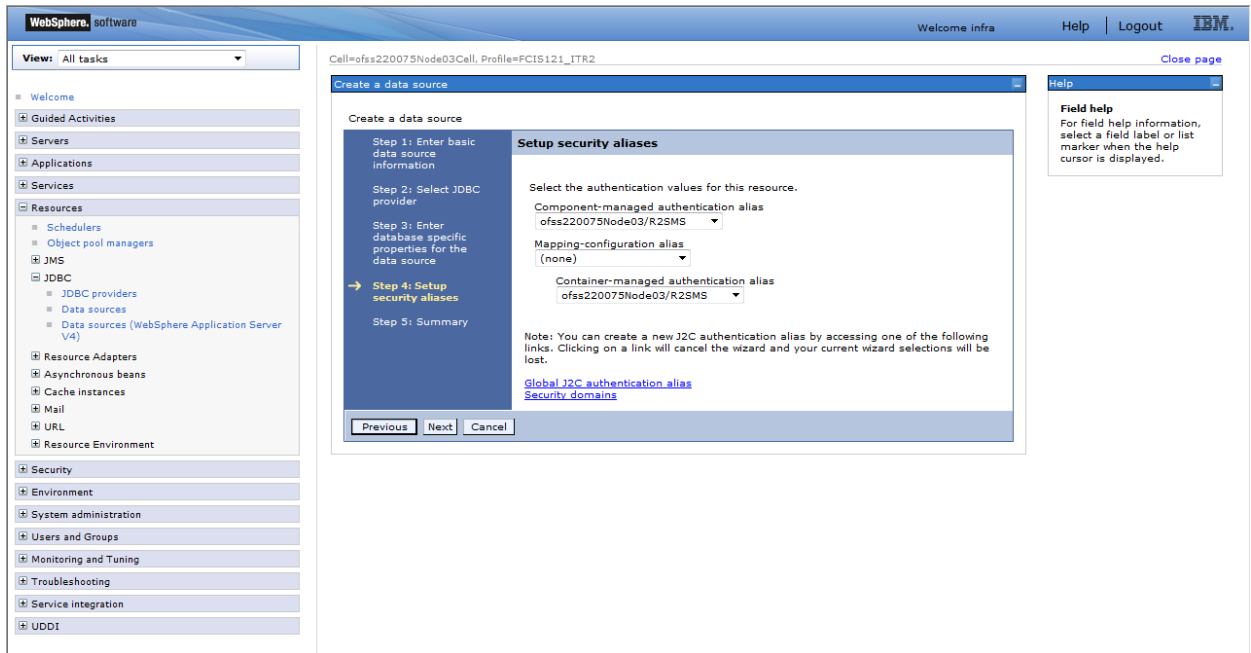 WebSphere. software
Welcome infra
Help
Logout
IBM.
View: All tasks
Cell=ofss220075Node03Cell, Profile=FCIS121_ITR2
Close page
Welcome
Guided Activities
Servers
Applications
Services
Resources
Schedulers
Object pool managers
JMS
JDBC
JDBC providers
Data sources
Data sources (WebSphere Application Server
V4)
Resource Adapters
Asynchronous beans
Cache instances
Mail
URL
Resource Environment
Security
Environment
System administration
Users and Groups
Monitoring and Tuning
Troubleshooting
Service integration
UDDI
Create a data source
Create a data source
Step 1: Enter basic
data source
information
Step 2: Select JDBC
provider
Step 3: Enter
database specific
properties for the
data source
Step 4: Setup
security aliases
Step 5: Summary
Setup security aliases
Select the authentication values for this resource.
Component-managed authentication alias
ofss220075Node03/R2SMS
Mapping-configuration alias
(none)
Container-managed authentication alias
ofss220075Node03/R2SMS
Note: You can create a new J2C authentication alias by accessing one of the following
links. Clicking on a link will cancel the wizard and your current wizard selections will be
lost.
Global J2C authentication alias
Security domains
Previous
Next
Cancel
Help
Field help
For field help information,
select a field label or list
marker when the help
cursor is displayed.